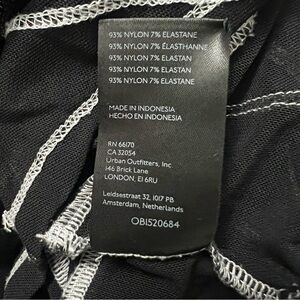 93% NYLON 7% ELASTANE
93% NYLON 7% ÉLASTHANNE
93% NYLON 7% ELASTAN
93% NYLON 7% ELASTAN
93% NYLON 7% ELASTANE
MADE IN INDONESIA
HECHO EN INDONESIA
RN 66170
CA 32054
Urban Outfitters, Inc.
146 Brick Lane
LONDON, E1 6RU
Leidsestraat 32, 1017 PB
Amsterdam, Netherlands
OB1520684